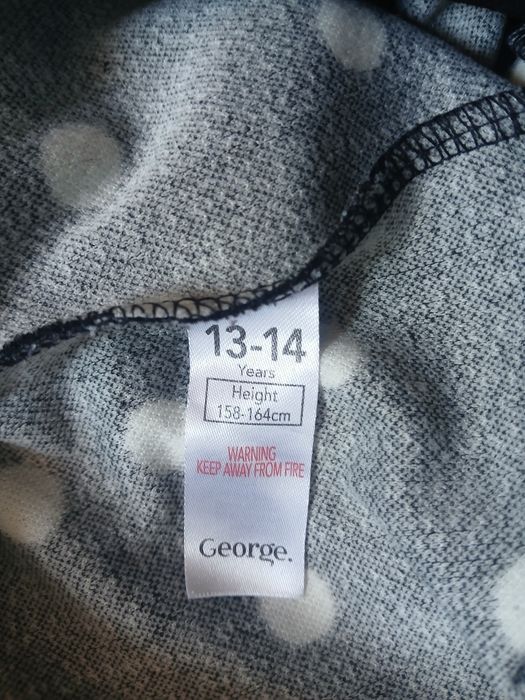 13-14
Years
Height
158-164cm
WARNING
KEEP AWAY FROM FIRE
George.